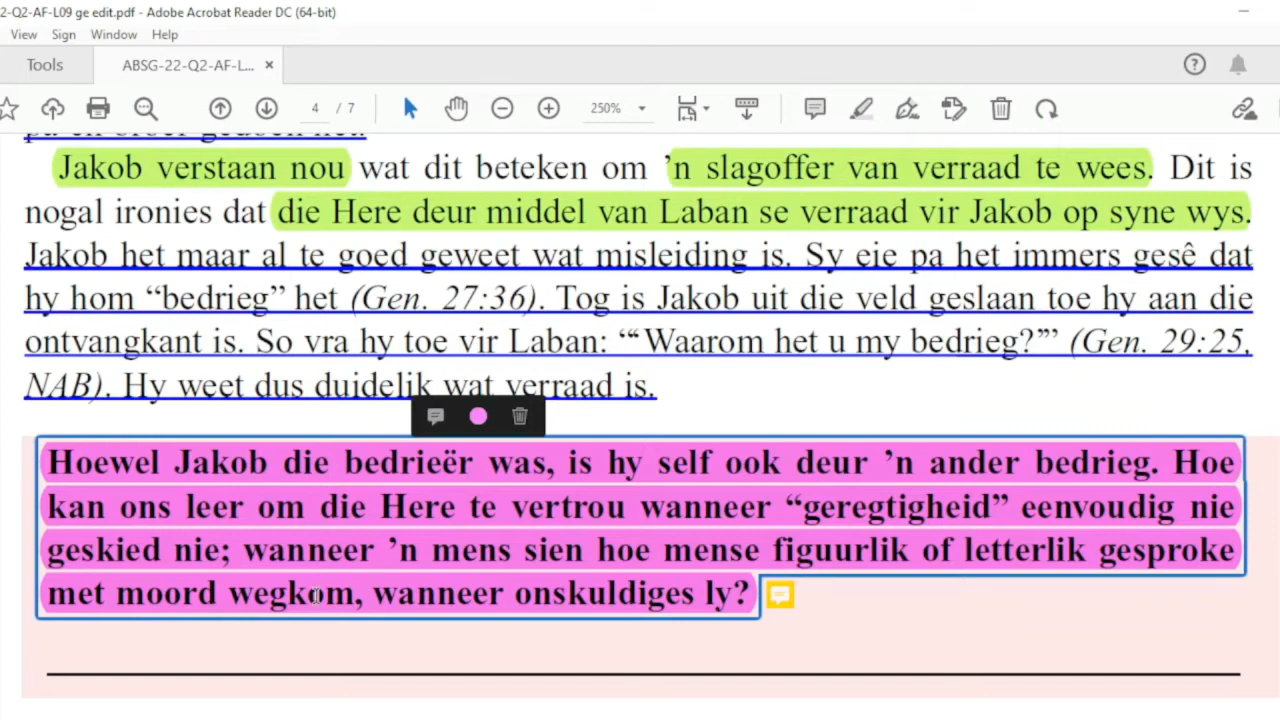 2-Q2-AF-L09 ge edit.pdf - Adobe Acrobat Reader DC (64-bit)
View Sign Window Help
Tools ABSG-22-Q2-AF-L... ×
4 / 7 250%
Jakob verstaan nou wat dit beteken om ’n slagoffer van verraad te wees. Dit is
nogal ironies dat die Here deur middel van Laban se verraad vir Jakob op syne wys.
Jakob het maar al te goed geweet wat misleiding is. Sy eie pa het immers gesê dat
hy hom “bedrieg” het (Gen. 27:36). Tog is Jakob uit die veld geslaan toe hy aan die
ontvangkant is. So vra hy toe vir Laban: “‘Waarom het u my bedrieg?’” (Gen. 29:25,
NAB). Hy weet dus duidelik wat verraad is.
Hoewel Jakob die bedrieër was, is hy self ook deur ’n ander bedrieg. Hoe
kan ons leer om die Here te vertrou wanneer “geregtigheid” eenvoudig nie
geskied nie; wanneer ’n mens sien hoe mense figuurlik of letterlik gesproke
met moord wegkom, wanneer onskuldiges ly?